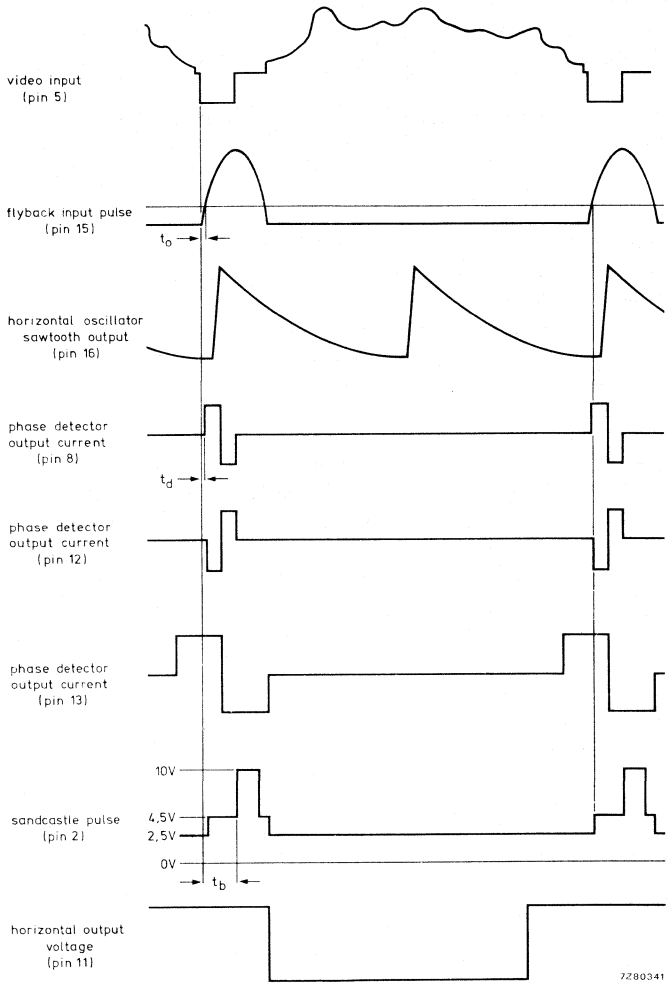 video input
(pin 5)
flyback input pulse
(pin 15)
to
horizontal oscillator
sawtooth output
(pin 16)
phase detector
output current
(pin 8)
td
phase detector
output current
(pin 12)
phase detector
output current
(pin 13)
10V
sandcastle pulse
(pin 2)
4,5V
2,5V
0V
tb
horizontal output
voltage
(pin 11)
7Z80341